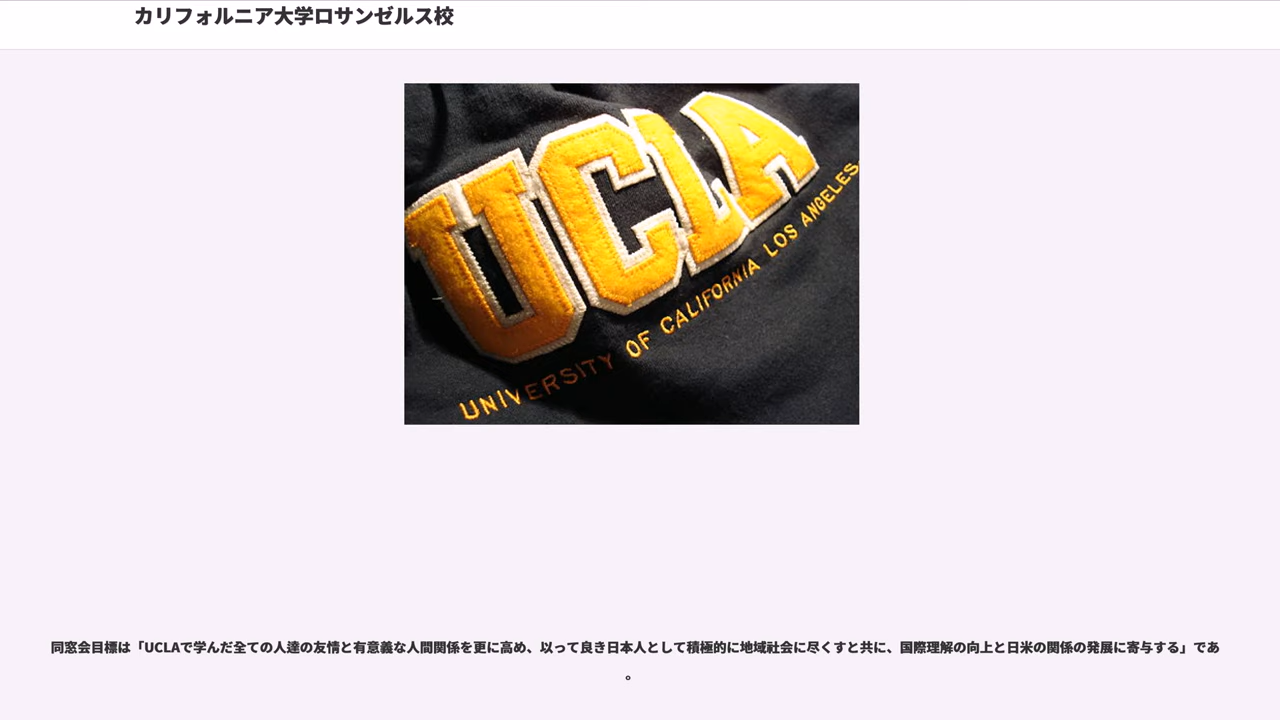 カリフォルニア大学ロサンゼルス校
UCLA
UNIVERSITY OF CALIFORNIA LOS ANGELES
同窓会目標は「UCLAで学んだ全ての人達の友情と有意義な人間関係を更に高め、以って良き日本人として積極的に地域社会に尽くすと共に、国際理解の向上と日米の関係の発展に寄与する」であ
。